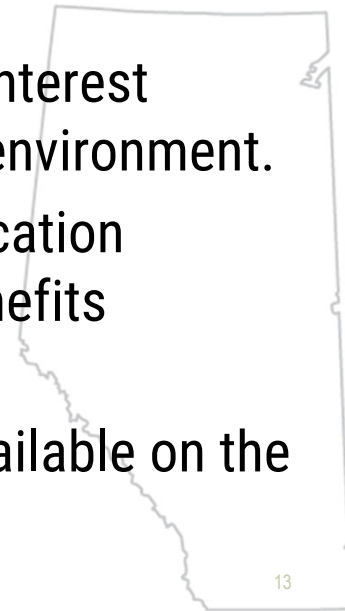 nterest
environment.
cation
nefits
ailable on the
13